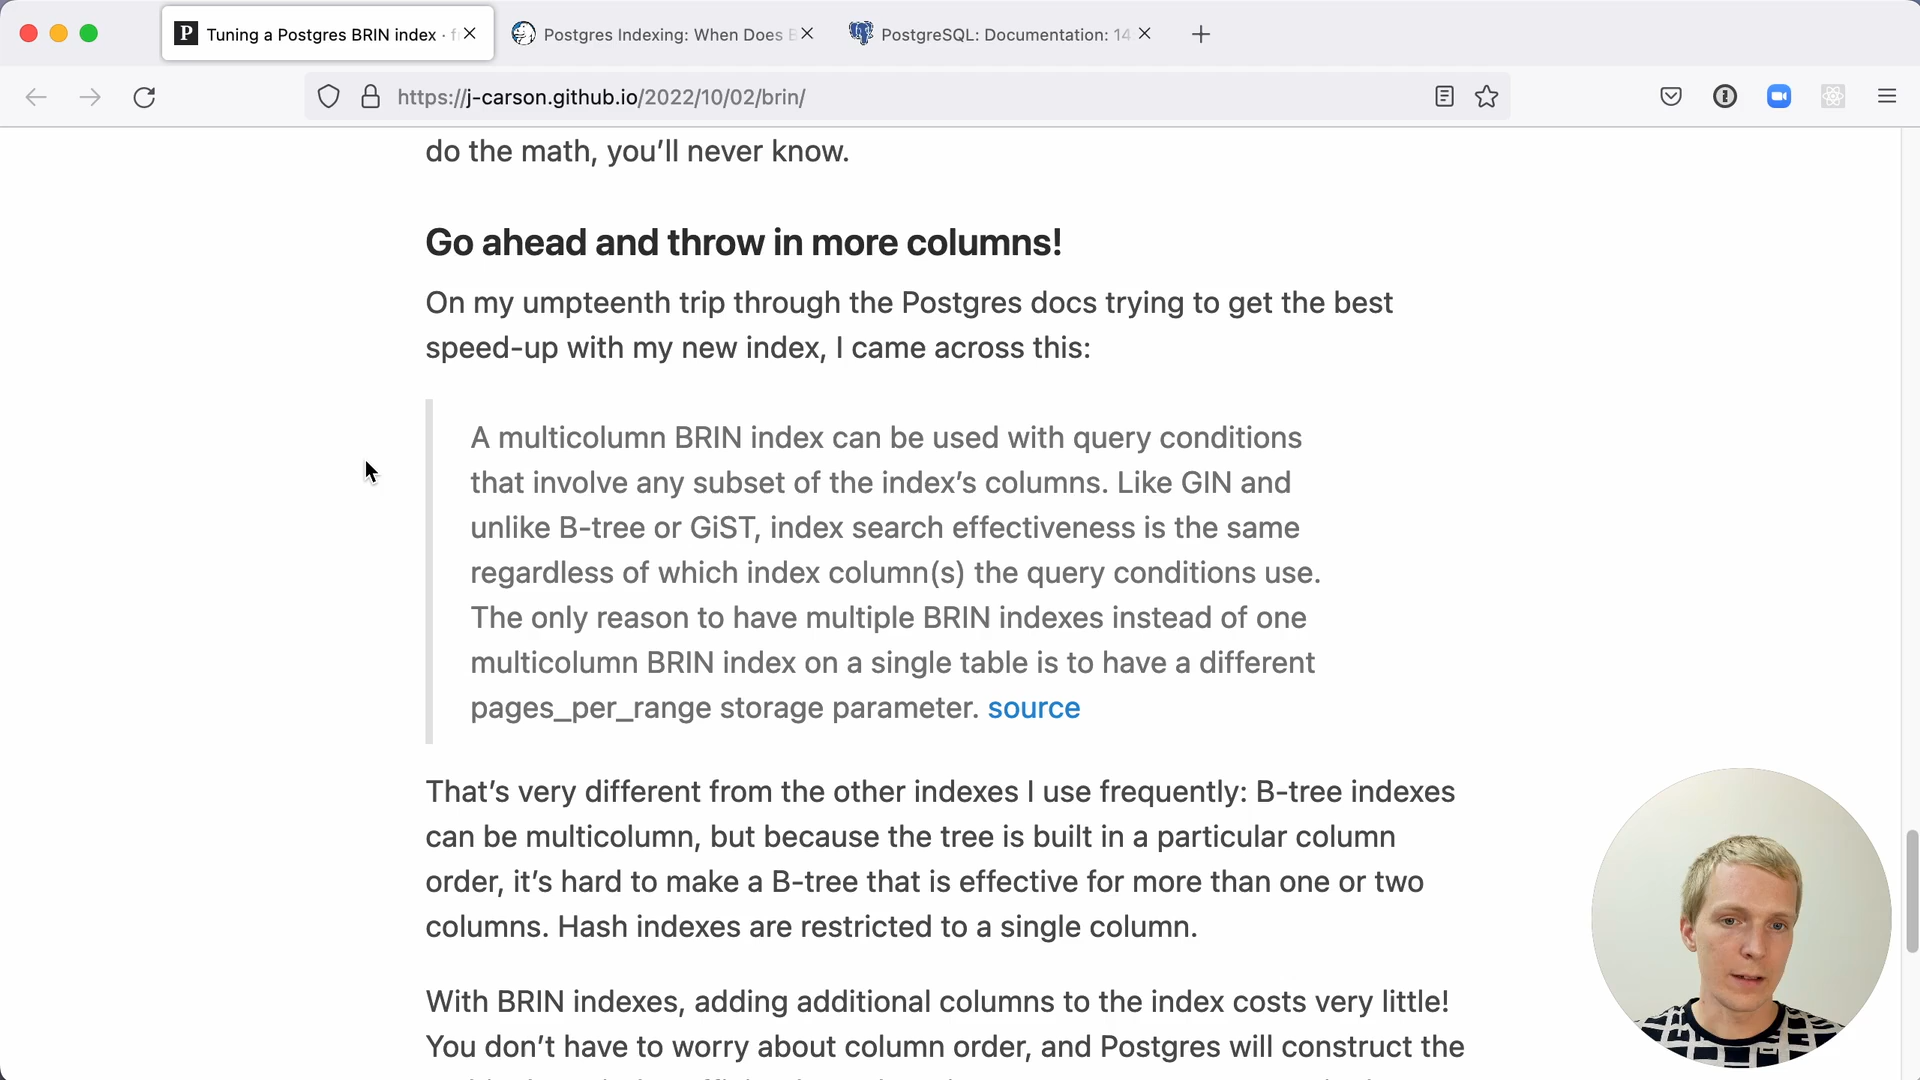 Tuning a Postgres BRIN index ·
Postgres Indexing: When Does
PostgreSQL: Documentation: 14
https://j-carson.github.io/2022/10/02/brin/
do the math, you’ll never know.
Go ahead and throw in more columns!
On my umpteenth trip through the Postgres docs trying to get the best
speed-up with my new index, I came across this:
A multicolumn BRIN index can be used with query conditions
that involve any subset of the index’s columns. Like GIN and
unlike B-tree or GiST, index search effectiveness is the same
regardless of which index column(s) the query conditions use.
The only reason to have multiple BRIN indexes instead of one
multicolumn BRIN index on a single table is to have a different
pages_per_range storage parameter. source
That’s very different from the other indexes I use frequently: B-tree indexes
can be multicolumn, but because the tree is built in a particular column
order, it’s hard to make a B-tree that is effective for more than one or two
columns. Hash indexes are restricted to a single column.
With BRIN indexes, adding additional columns to the index costs very little!
You don’t have to worry about column order, and Postgres will construct the